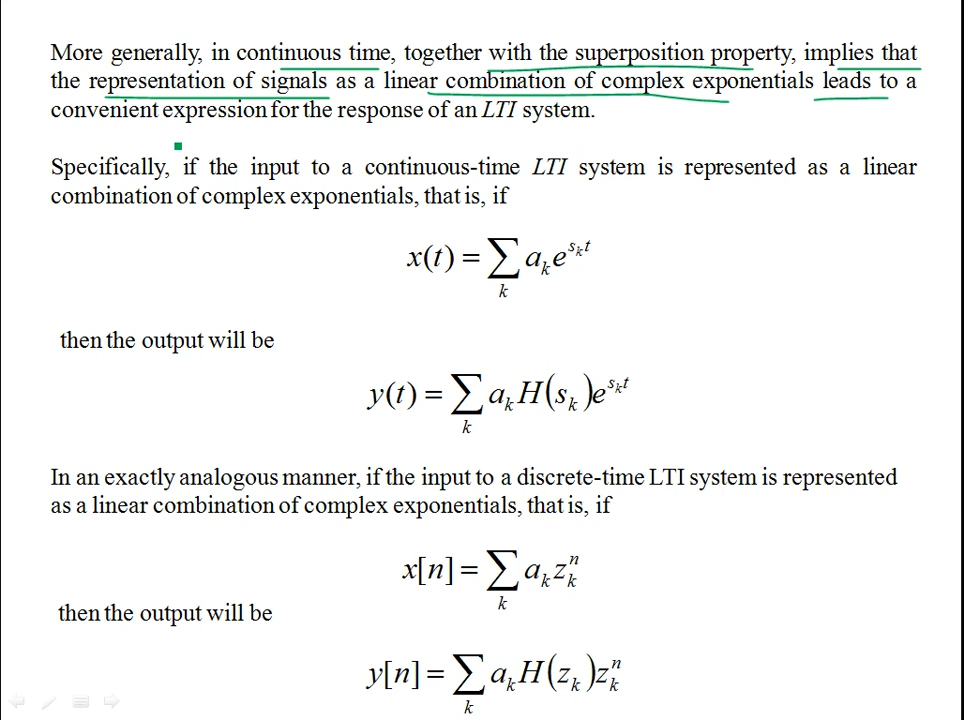 More generally, in continuous time, together with the superposition property, implies that
the representation of signals as a linear combination of complex exponentials leads to a
convenient expression for the response of an LTI system.
Specifically, if the input to a continuous-time LTI system is represented as a linear
combination of complex exponentials, that is, if
x(t) = ∑_k a_k e^{s_k t}
then the output will be
y(t) = ∑_k a_k H(s_k) e^{s_k t}
In an exactly analogous manner, if the input to a discrete-time LTI system is represented
as a linear combination of complex exponentials, that is, if
x[n] = ∑_k a_k z_k^n
then the output will be
y[n] = ∑_k a_k H(z_k) z_k^n